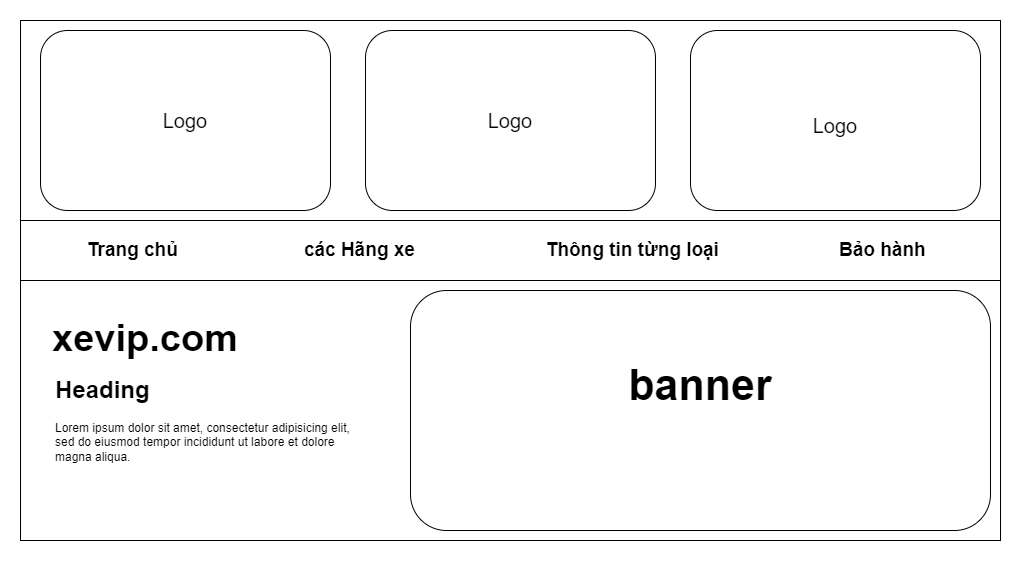 Logo
Logo
Logo
Trang chủ
các Hãng xe
Thông tin từng loại
Bảo hành
xevip.com
Heading
Lorem ipsum dolor sit amet, consectetur adipisicing elit,
sed do eiusmod tempor incididunt ut labore et dolore
magna aliqua.
banner